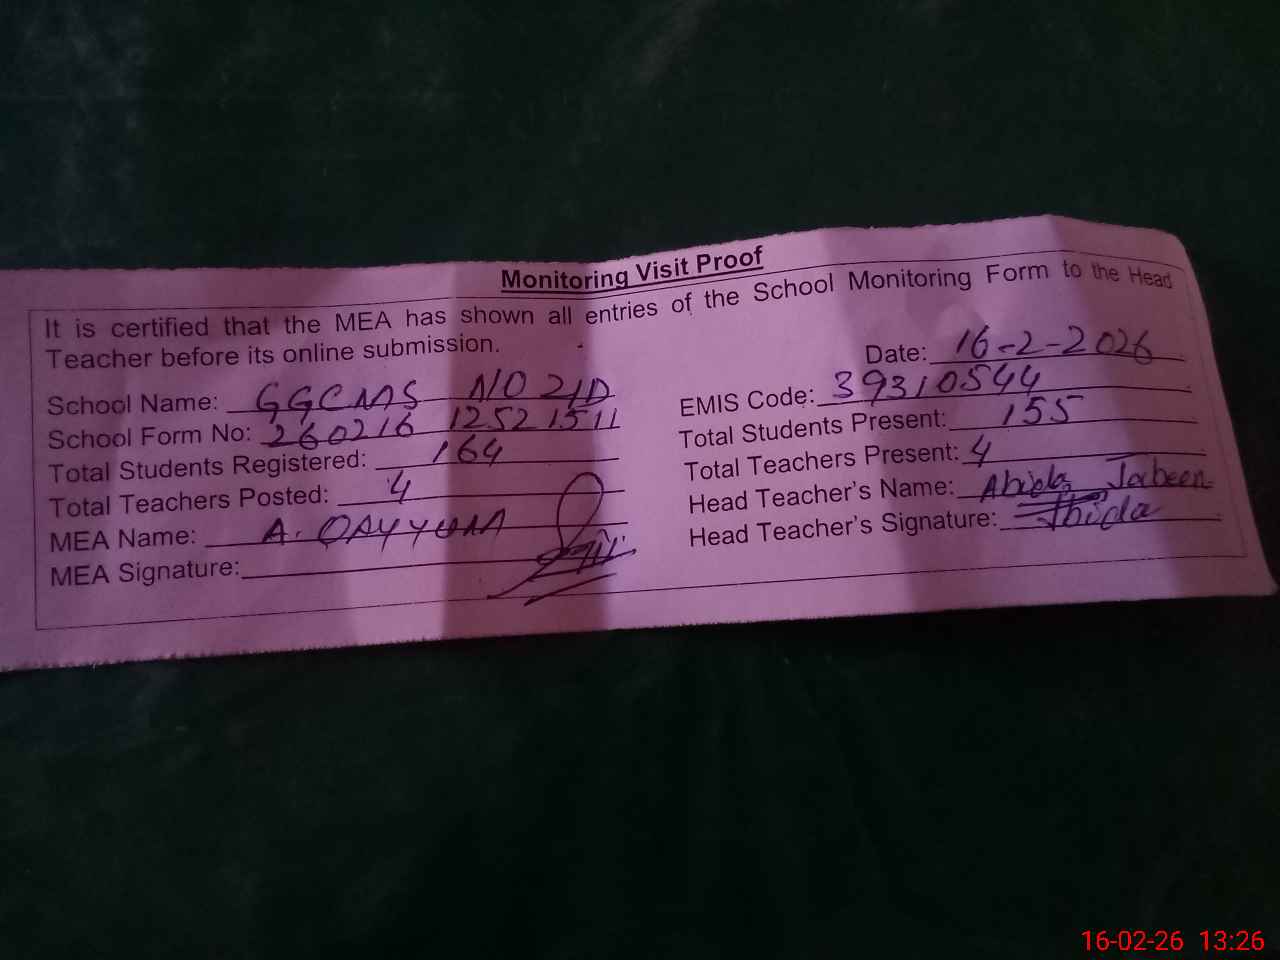 Monitoring Visit Proof
It is certified that the MEA has shown all entries of the School Monitoring Form to the Head
Teacher before its online submission.
Date: 16-2-2026
School Name: GGCMS NO 21D
EMIS Code: 39310544
School Form No: 260216 12521511
Total Students Present: 155
Total Students Registered: 164
Total Teachers Present: 4
Total Teachers Posted: 4
Head Teacher's Name: Abida Jabeen
MEA Name: A. QAYYUM
Head Teacher's Signature: Abida
MEA Signature:
16-02-26 13:26